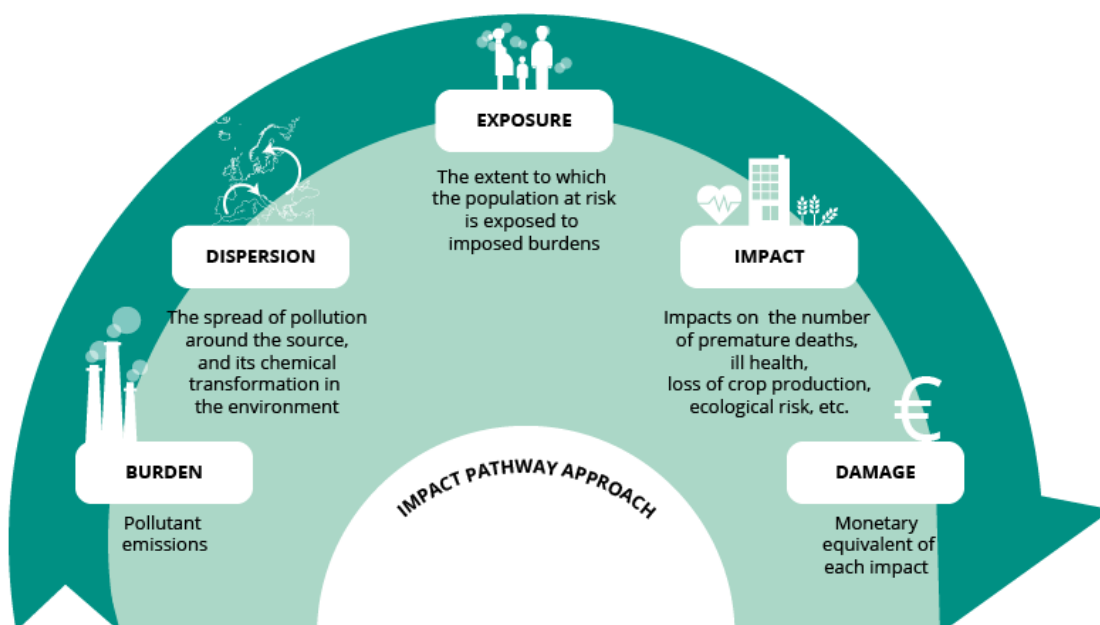 EXPOSURE
The extent to which
the population at risk
is exposed to
imposed burdens
DISPERSION
The spread of pollution
around the source,
and its chemical
transformation in
the environment
IMPACT
Impacts on the number
of premature deaths,
ill health,
loss of crop production,
ecological risk, etc.
BURDEN
Pollutant
emissions
€
DAMAGE
Monetary
equivalent of
each impact
IMPACT PATHWAY APPROACH